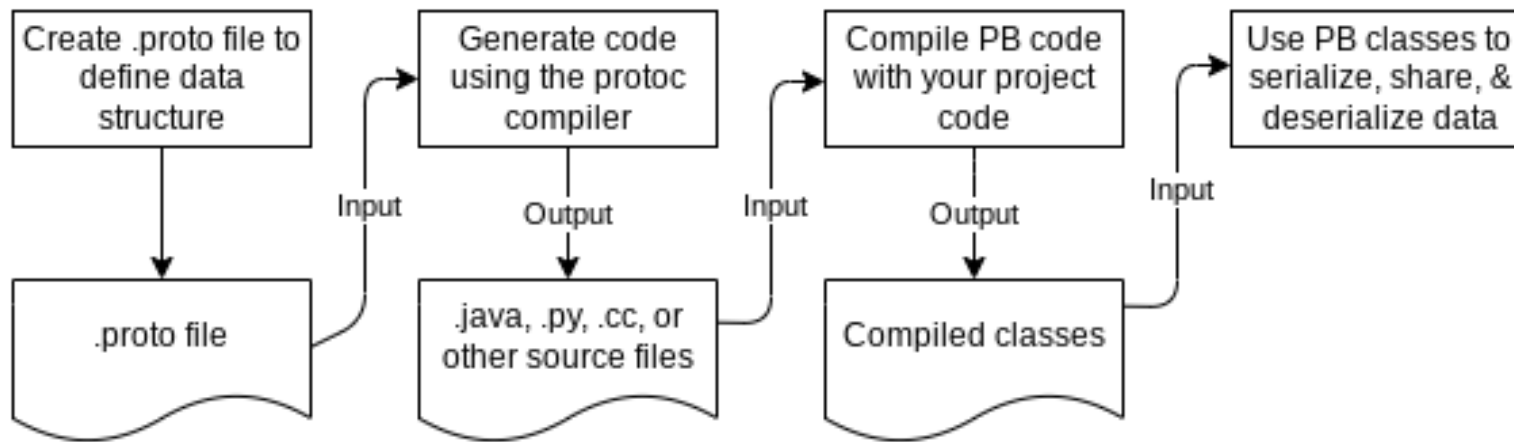 Create .proto file to
define data
structure
Generate code
using the protoc
compiler
Compile PB code
with your project
code
Use PB classes to
serialize, share, &
deserialize data
Input
Output
Input
Output
Input
.proto file
.java, .py, .cc, or
other source files
Compiled classes